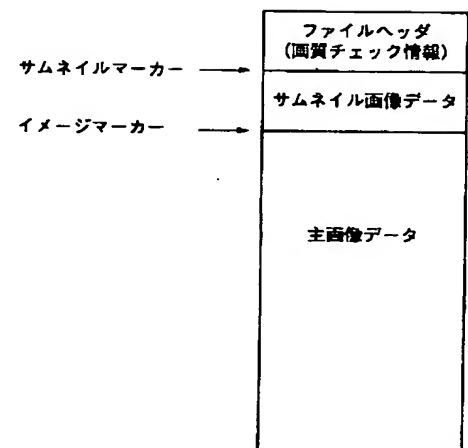 ファイルヘッダ
(画質チェック情報)
サムネイルマーカー
サムネイル画像データ
イメージマーカー
主画像データ